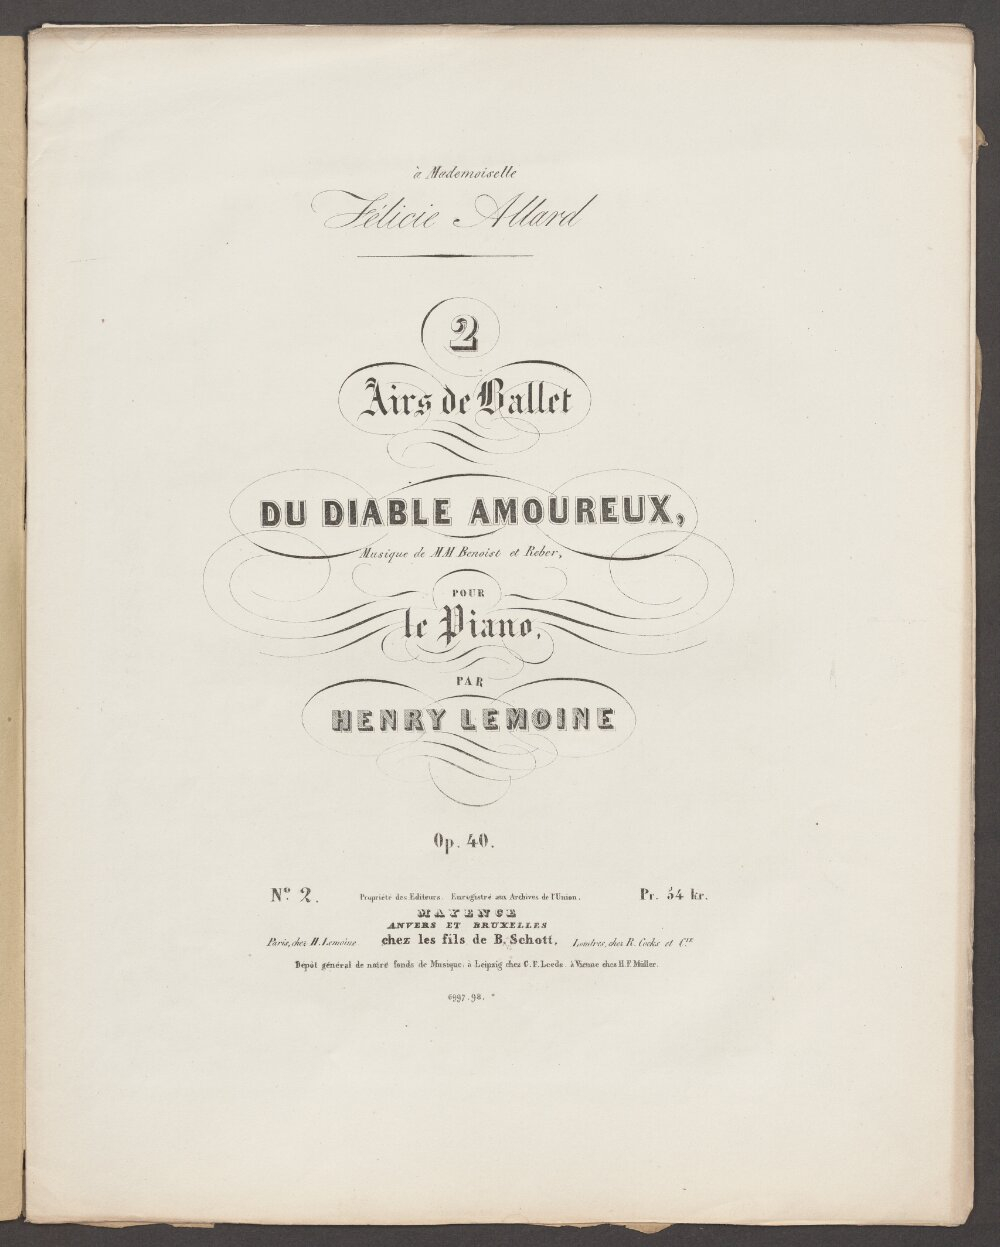 à Mademoiselle
Félicie Allard
2
Airs de Ballet
DU DIABLE AMOUREUX,
Musique de MM Benoist et Reber,
POUR
le Piano,
PAR
HENRY LEMOINE
Op. 40.
Nº 2. Propriété des Editeurs. Enregistré aux Archives de l'Union. Pr. 54 kr.
MAYENCE
ANVERS ET BRUXELLES
Paris, chez H. Lemoine chez les fils de B. Schott. Londres, chez R. Cocks et Cie
Dépôt général de notre fonds de Musique, à Leipzig chez C. F. Leede. à Vienne chez H. F. Müller.
6997.98.